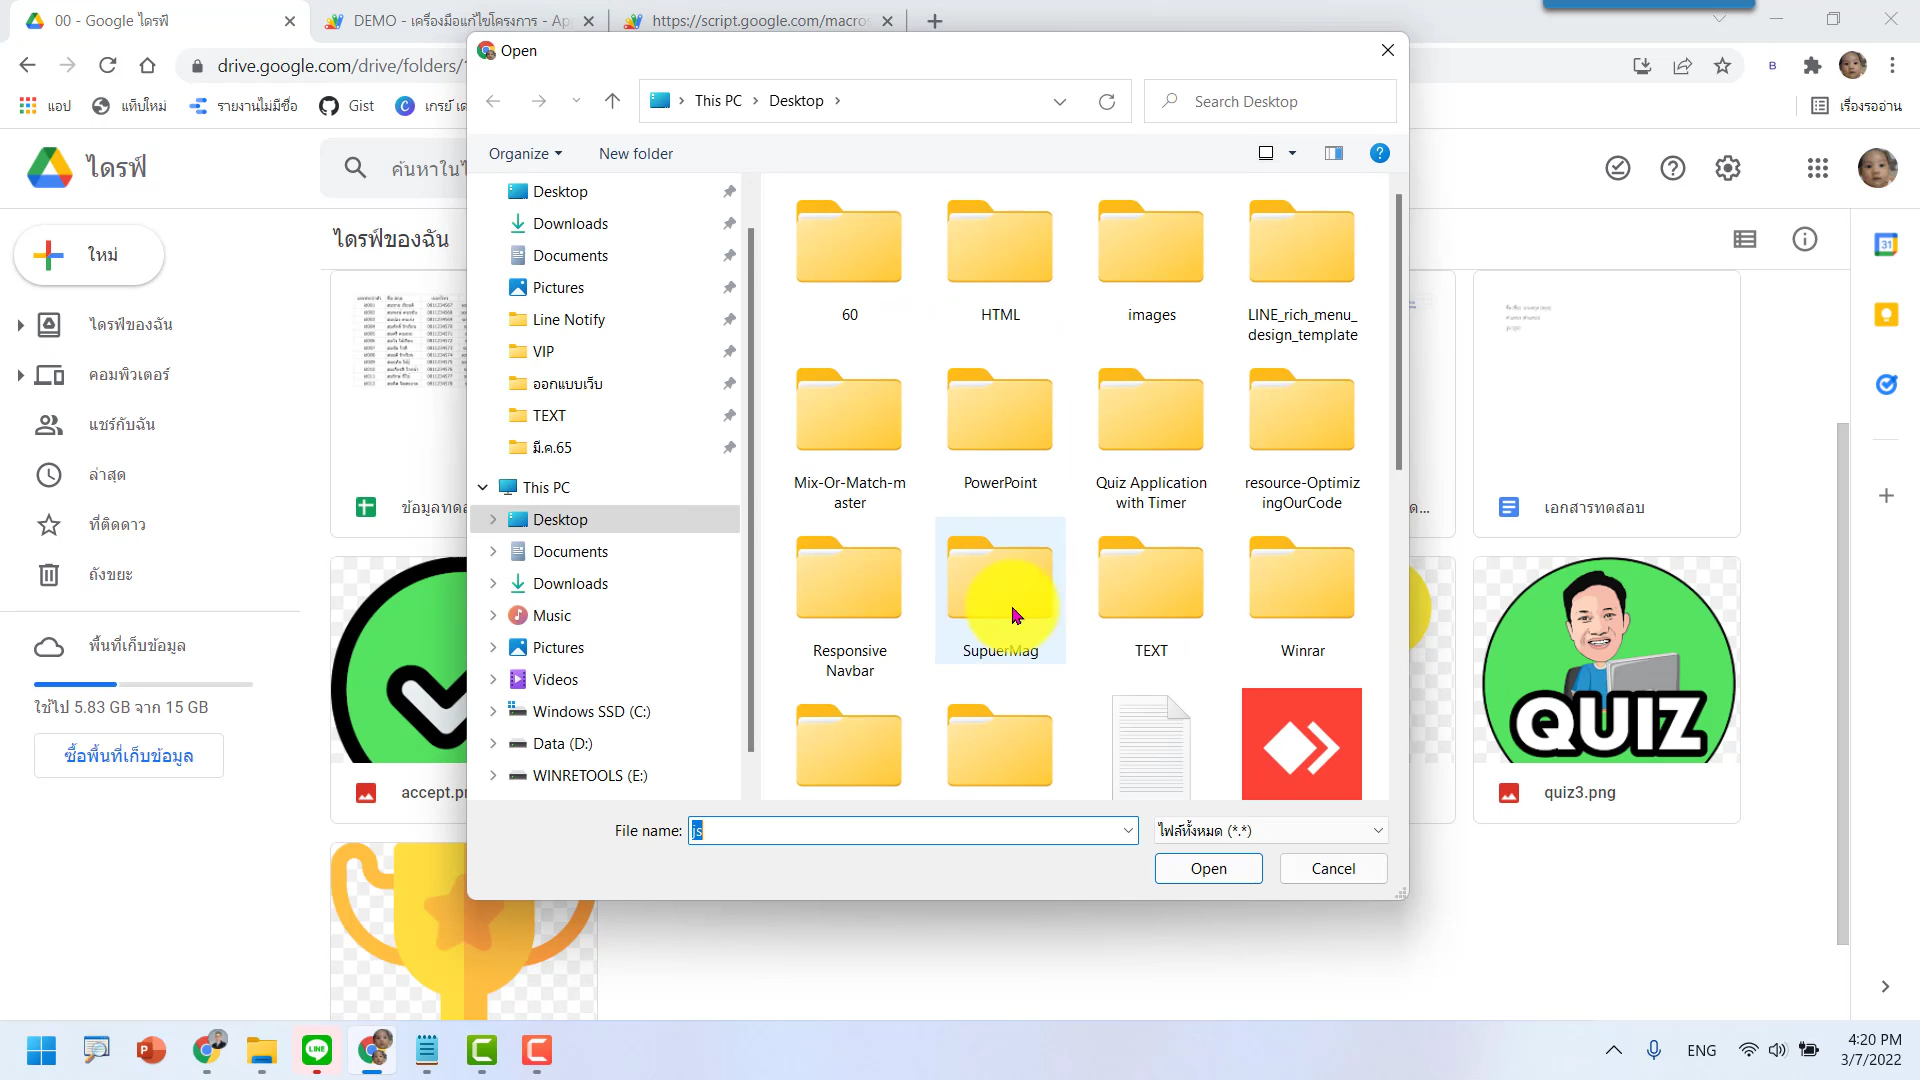 00 - Google ไดรฟ์
DEMO - เครื่องมือแก้ไขโครงการ - Ap
https://script.google.com/macros
drive.google.com/drive/folders/
แอป
แท็บใหม่
รายงานไม่มีชื่อ
Gist
เรื่องรออ่าน
ไดรฟ์
ค้นหาใน
ใหม่
ไดรฟ์ของฉัน
คอมพิวเตอร์
แชร์กับฉัน
ล่าสุด
ที่ติดดาว
ถังขยะ
พื้นที่เก็บข้อมูล
ใช้ไป 5.83 GB จาก 15 GB
ซื้อพื้นที่เก็บข้อมูล
ไดรฟ์ของฉัน
accept.pn
เอกสารทดสอบ
QUIZ
quiz3.png
31
Open
This PC
Desktop
Search Desktop
Organize
New folder
Desktop
Downloads
Documents
Pictures
Line Notify
VIP
ออกแบบเว็บ
TEXT
มี.ค.65
This PC
Desktop
Documents
Downloads
Music
Pictures
Videos
Windows SSD (C:)
Data (D:)
WINRETOOLS (E:)
60
HTML
images
LINE_rich_menu_
design_template
Mix-Or-Match-m
aster
PowerPoint
Quiz Application
with Timer
resource-Optimiz
ingOurCode
Responsive
Navbar
SupuerMag
TEXT
Winrar
File name:
js
ไฟล์ทั้งหมด (*.*)
Open
Cancel
ENG
4:20 PM
3/7/2022